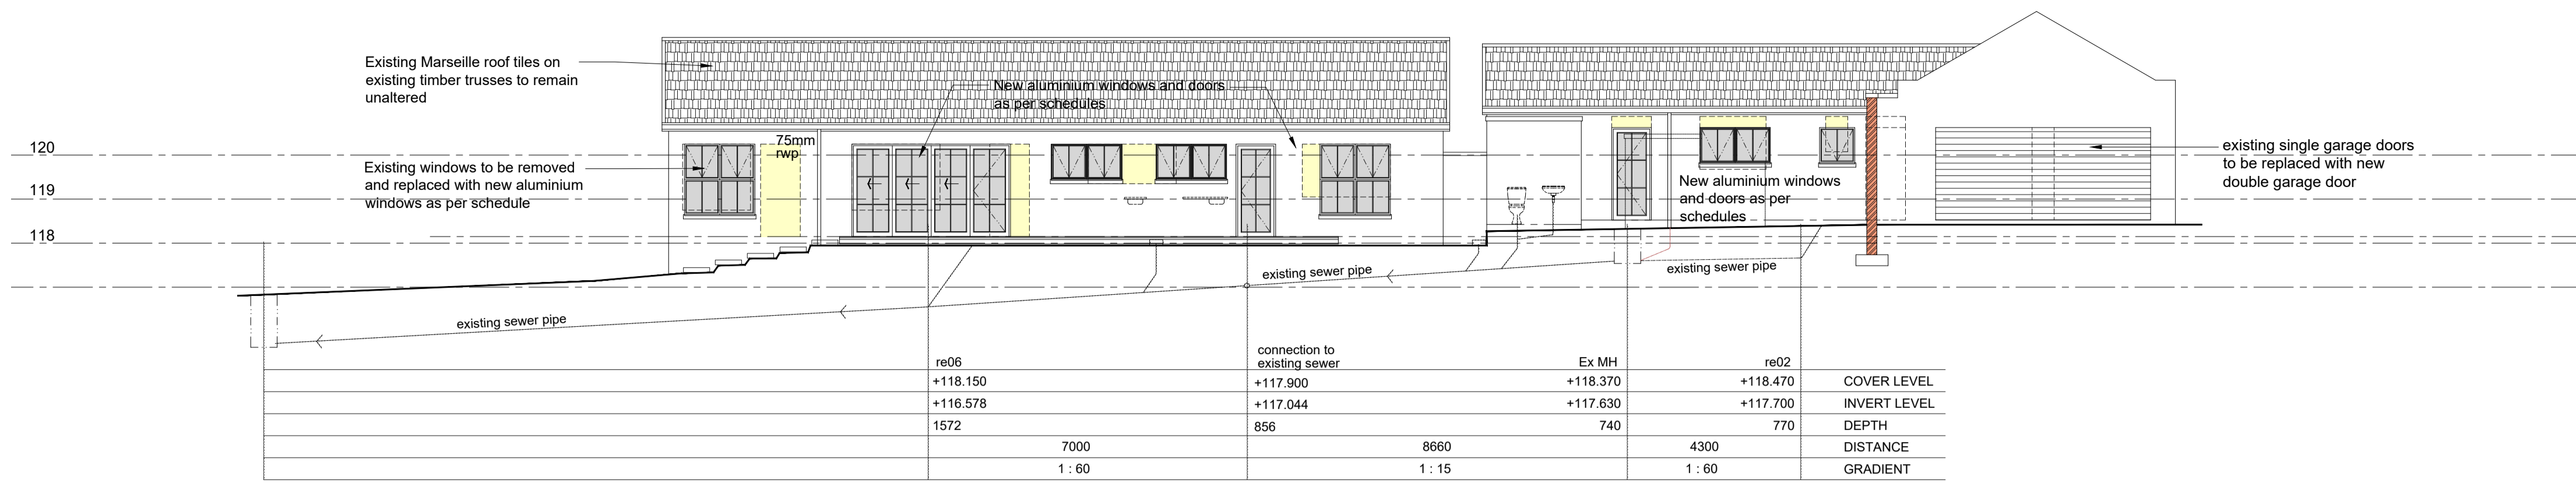 Existing Marseille roof tiles on
existing timber trusses to remain
unaltered
New aluminium windows and doors
as per schedules
75mm
rwp
120
119
118
Existing windows to be removed
and replaced with new aluminium
windows as per schedule
New aluminium windows
and doors as per
schedules
existing single garage doors
to be replaced with new
double garage door
existing sewer pipe
existing sewer pipe
existing sewer pipe
re06
connection to
existing sewer
Ex MH
re02
+118.150 +117.900 +118.370 +118.470 COVER LEVEL
+116.578 +117.044 +117.630 +117.700 INVERT LEVEL
1572 856 740 770 DEPTH
7000 8660 4300 DISTANCE
1 : 60 1 : 15 1 : 60 GRADIENT